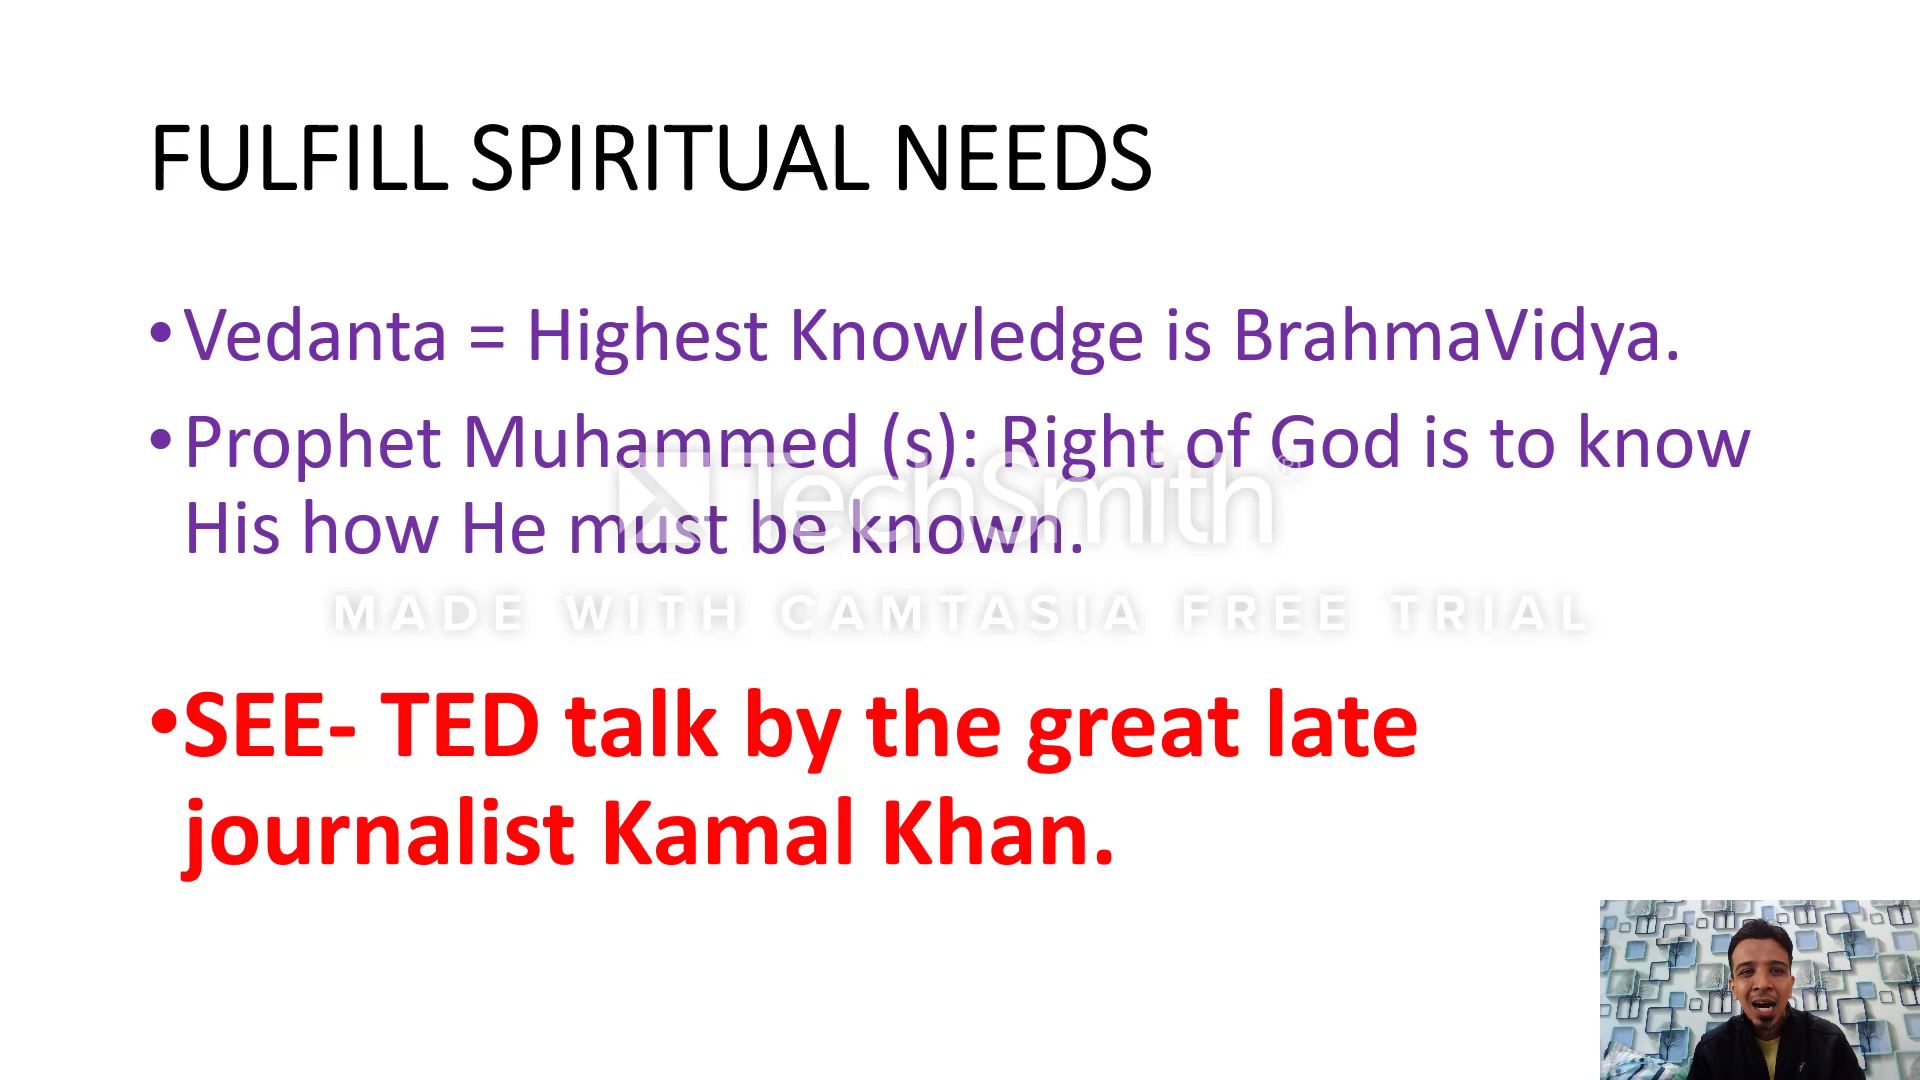 FULFILL SPIRITUAL NEEDS
•Vedanta = Highest Knowledge is BrahmaVidya.
•Prophet Muhammed (s): Right of God is to know
His how He must be known.
TechSmith®
MADE WITH CAMTASIA FREE TRIAL
•SEE- TED talk by the great late
journalist Kamal Khan.